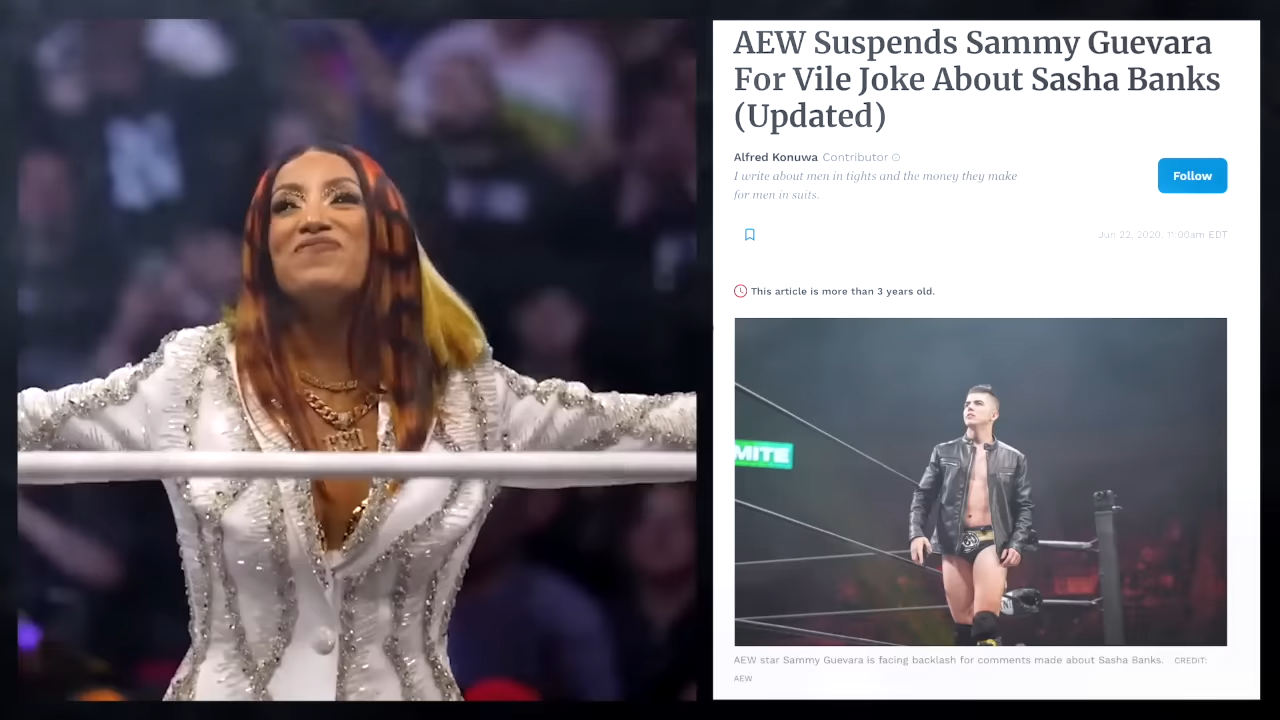 AEW Suspends Sammy Guevara
For Vile Joke About Sasha Banks
(Updated)
Alfred Konuwa Contributor
I write about men in tights and the money they make
for men in suits.
Follow
Jun 22, 2020, 11:00am EDT
This article is more than 3 years old.
MITE
AEW star Sammy Guevara is facing backlash for comments made about Sasha Banks. CREDIT:
AEW